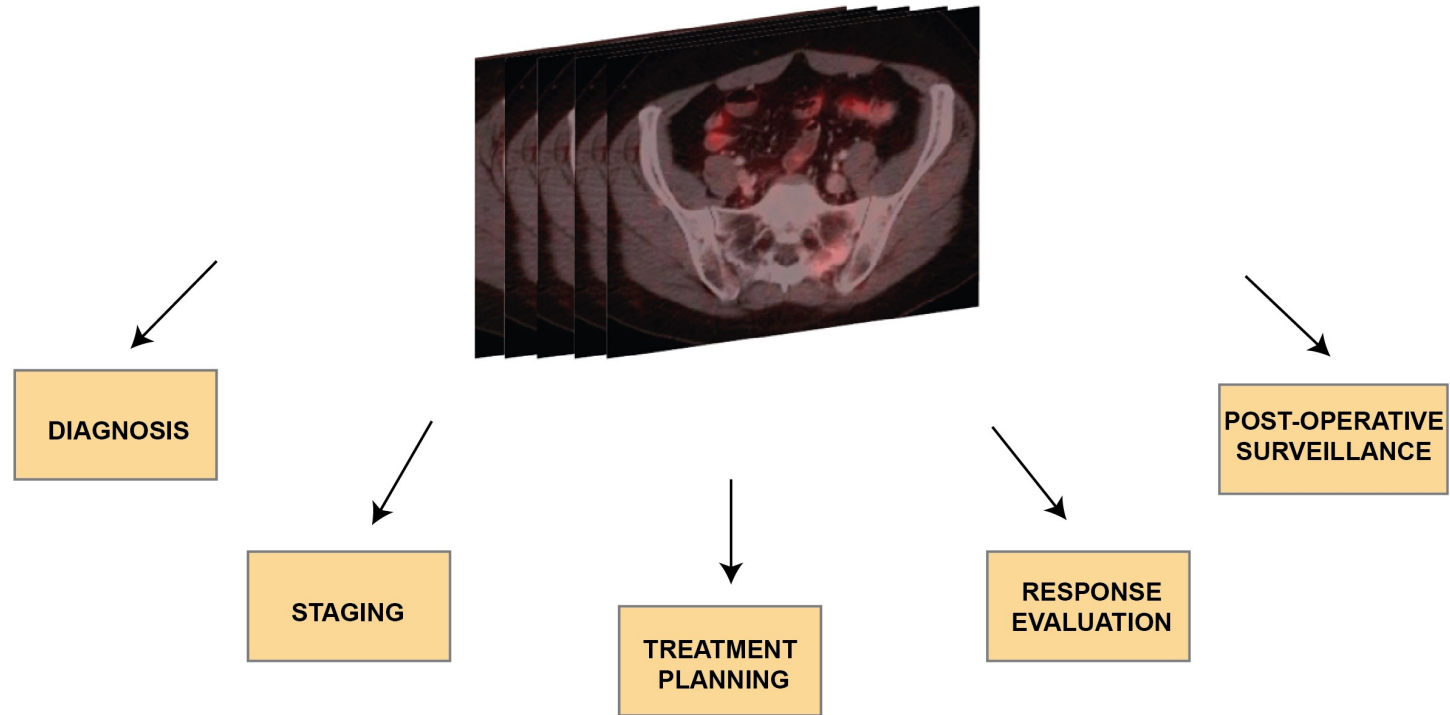 DIAGNOSIS
STAGING
TREATMENT
PLANNING
RESPONSE
EVALUATION
POST-OPERATIVE
SURVEILLANCE